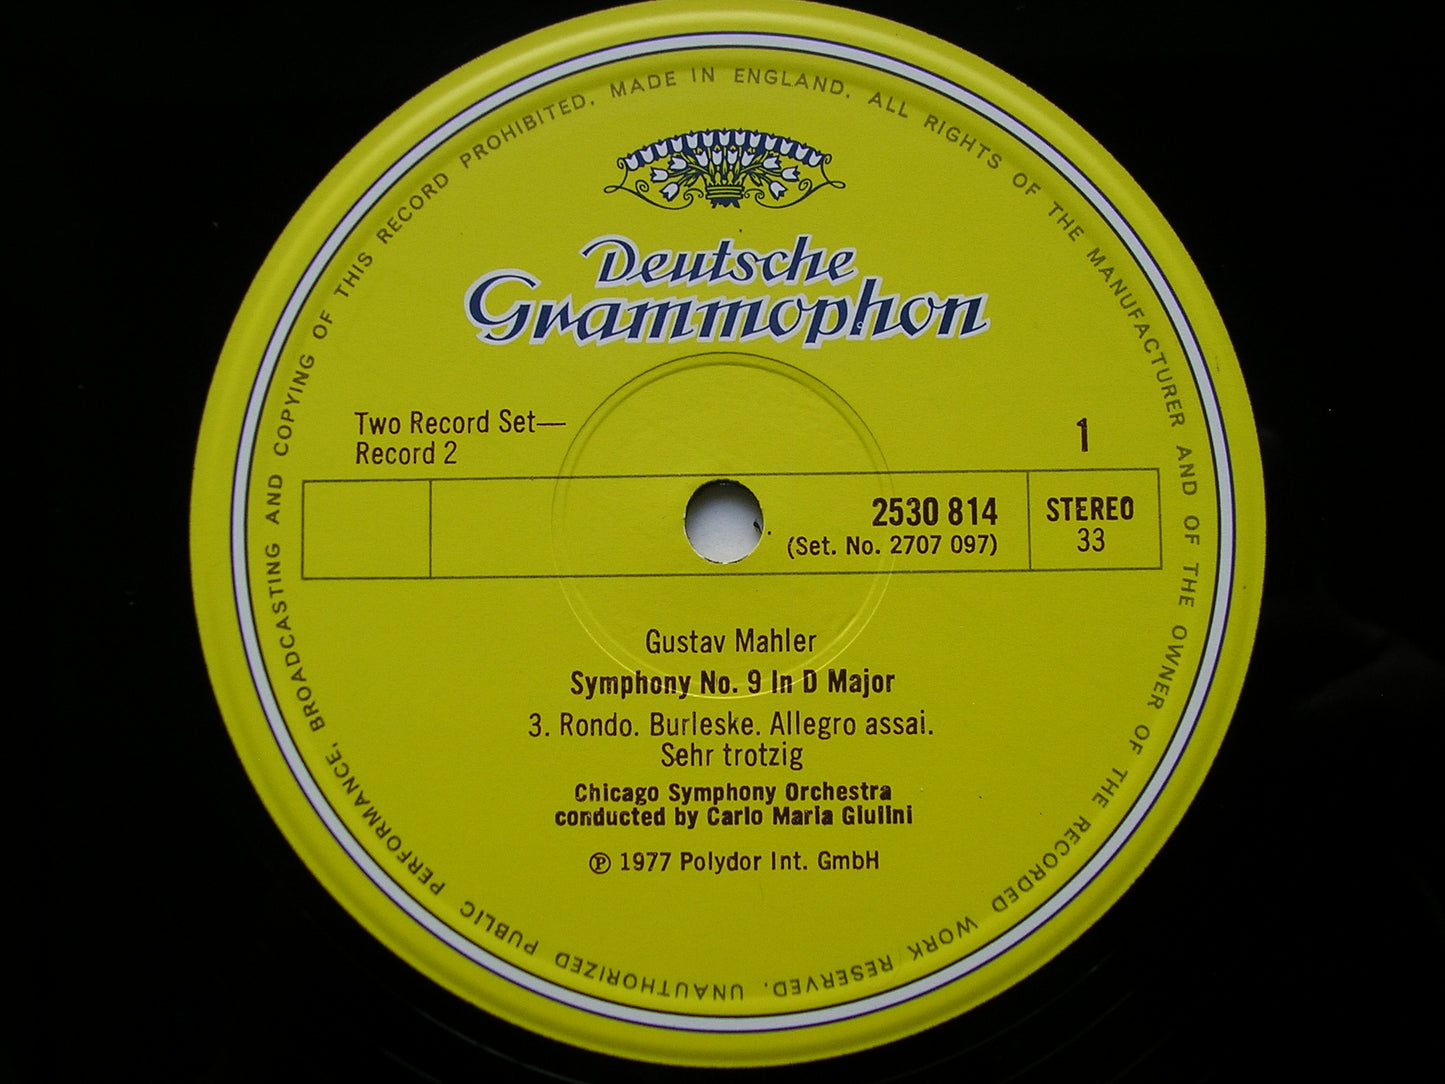 UNAUTHORIZED PUBLIC PERFORMANCE, BROADCASTING AND COPYING OF THIS RECORD PROHIBITED. MADE IN ENGLAND. ALL RIGHTS OF THE MANUFACTURER AND OF THE OWNER OF THE RECORDED WORK RESERVED.
Deutsche
Grammophon
Two Record Set—
Record 2
1
2530 814
(Set. No. 2707 097)
STEREO
33
Gustav Mahler
Symphony No. 9 In D Major
3. Rondo. Burleske. Allegro assai.
Sehr trotzig
Chicago Symphony Orchestra
conducted by Carlo Maria Giulini
℗ 1977 Polydor Int. GmbH